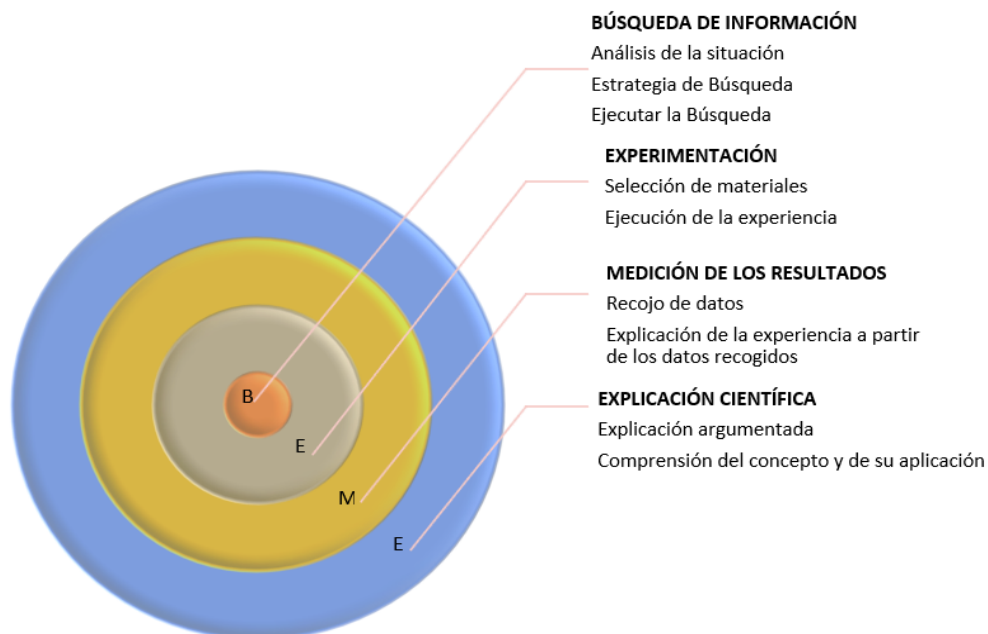 BÚSQUEDA DE INFORMACIÓN
Análisis de la situación
Estrategia de Búsqueda
Ejecutar la Búsqueda
EXPERIMENTACIÓN
Selección de materiales
Ejecución de la experiencia
MEDICIÓN DE LOS RESULTADOS
Recojo de datos
Explicación de la experiencia a partir
de los datos recogidos
EXPLICACIÓN CIENTÍFICA
Explicación argumentada
Comprensión del concepto y de su aplicación
B
E
M
E